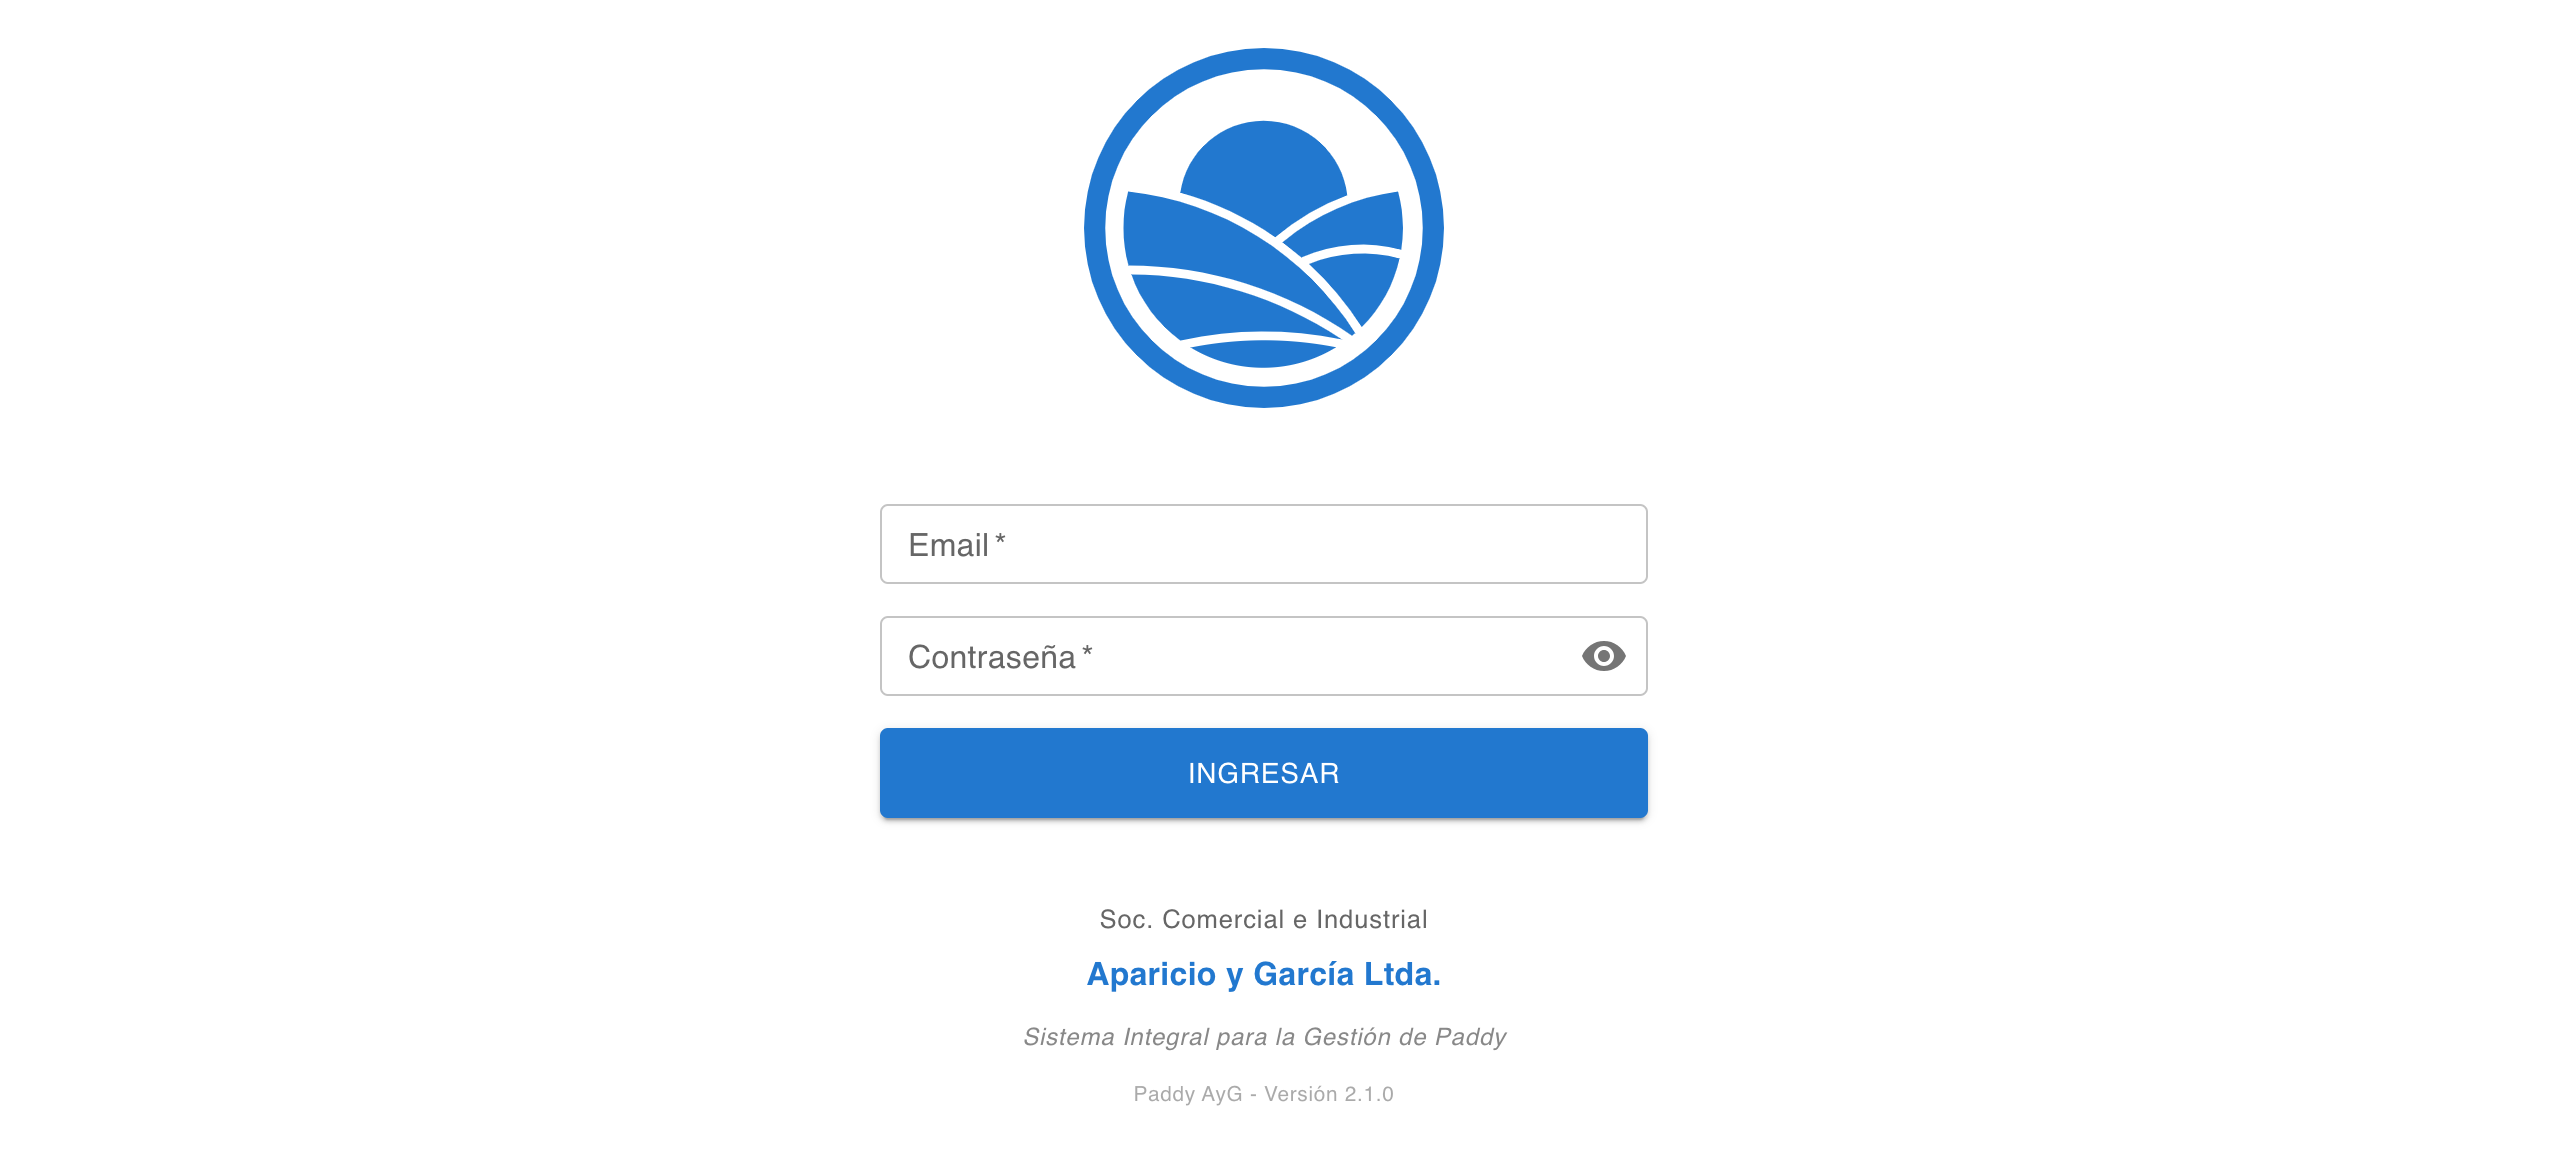 Email *
Contraseña *
INGRESAR
Soc. Comercial e Industrial
Aparicio y García Ltda.
Sistema Integral para la Gestión de Paddy
Paddy AyG - Versión 2.1.0